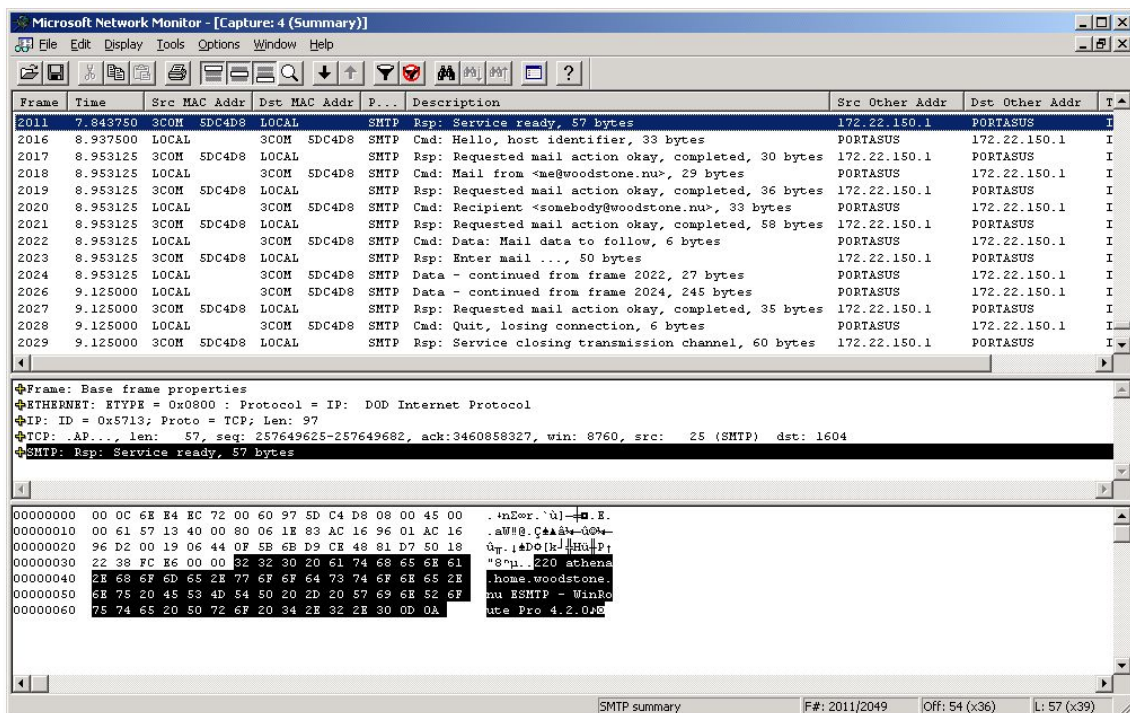 Microsoft Network Monitor - [Capture: 4 (Summary)]
File Edit Display Tools Options Window Help
Frame Time Src MAC Addr Dst MAC Addr P... Description Src Other Addr Dst Other Addr T
2011 7.843750 3COM 5DC4D8 LOCAL SMTP Rsp: Service ready, 57 bytes 172.22.150.1 PORTASUS I
2016 8.937500 LOCAL 3COM 5DC4D8 SMTP Cmd: Hello, host identifier, 33 bytes PORTASUS 172.22.150.1 I
2017 8.953125 3COM 5DC4D8 LOCAL SMTP Rsp: Requested mail action okay, completed, 30 bytes 172.22.150.1 PORTASUS I
2018 8.953125 LOCAL 3COM 5DC4D8 SMTP Cmd: Mail from <me@woodstone.nu>, 29 bytes PORTASUS 172.22.150.1 I
2019 8.953125 3COM 5DC4D8 LOCAL SMTP Rsp: Requested mail action okay, completed, 36 bytes 172.22.150.1 PORTASUS I
2020 8.953125 LOCAL 3COM 5DC4D8 SMTP Cmd: Recipient <somebody@woodstone.nu>, 33 bytes PORTASUS 172.22.150.1 I
2021 8.953125 3COM 5DC4D8 LOCAL SMTP Rsp: Requested mail action okay, completed, 58 bytes 172.22.150.1 PORTASUS I
2022 8.953125 LOCAL 3COM 5DC4D8 SMTP Cmd: Data: Mail data to follow, 6 bytes PORTASUS 172.22.150.1 I
2023 8.953125 3COM 5DC4D8 LOCAL SMTP Rsp: Enter mail ..., 50 bytes 172.22.150.1 PORTASUS I
2024 8.953125 LOCAL 3COM 5DC4D8 SMTP Data - continued from frame 2022, 27 bytes PORTASUS 172.22.150.1 I
2026 9.125000 LOCAL 3COM 5DC4D8 SMTP Data - continued from frame 2024, 245 bytes PORTASUS 172.22.150.1 I
2027 9.125000 3COM 5DC4D8 LOCAL SMTP Rsp: Requested mail action okay, completed, 35 bytes 172.22.150.1 PORTASUS I
2028 9.125000 LOCAL 3COM 5DC4D8 SMTP Cmd: Quit, losing connection, 6 bytes PORTASUS 172.22.150.1 I
2029 9.125000 3COM 5DC4D8 LOCAL SMTP Rsp: Service closing transmission channel, 60 bytes 172.22.150.1 PORTASUS I
Frame: Base frame properties
ETHERNET: ETYPE = 0x0800 : Protocol = IP: DOD Internet Protocol
IP: ID = 0x5713; Proto = TCP; Len: 97
TCP: .AP..., len: 57, seq: 257649625-257649682, ack:3460858327, win: 8760, src: 25 (SMTP) dst: 1604
SMTP: Rsp: Service ready, 57 bytes
00000000 00 0C 6E E4 EC 72 00 60 97 5D C4 D8 08 00 45 00
00000010 00 61 57 13 40 00 80 06 1E 83 AC 16 96 01 AC 16
00000020 96 D2 00 19 06 44 0F 5B 6B D9 CE 48 81 D7 50 18
00000030 22 38 FC E6 00 00 32 32 30 20 61 74 68 65 6E 61 "8ⁿµ..220 athena
00000040 2E 68 6F 6D 65 2E 77 6F 6F 64 73 74 6F 6E 65 2E .home.woodstone.
00000050 6E 75 20 45 53 4D 54 50 20 2D 20 57 69 6E 52 6F nu ESMTP - WinRo
00000060 75 74 65 20 50 72 6F 20 34 2E 32 2E 30 0D 0A ute Pro 4.2.0♪◙
SMTP summary F#: 2011/2049 Off: 54 (x36) L: 57 (x39)